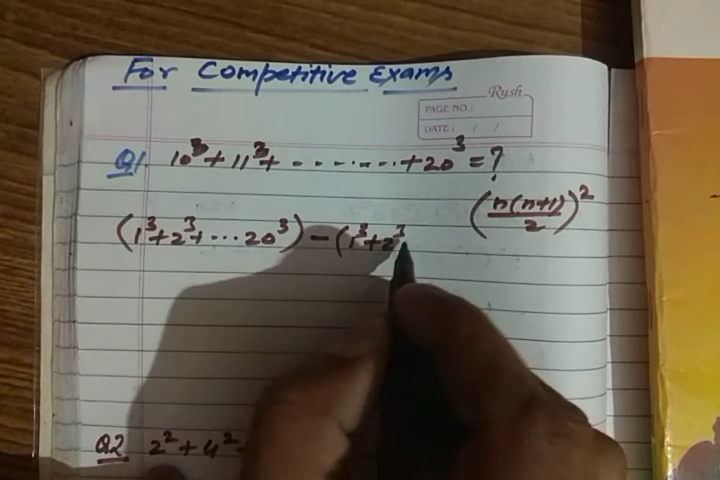 For Competitive Exams
Rysh
PAGE NO.:
DATE: / /
Q1. 10³ + 11³ + ........ + 20³ = ?
(1³+2³+ ... 20³) - (1³+2³
(n(n+1)/2)²
Q2 2² + 4²